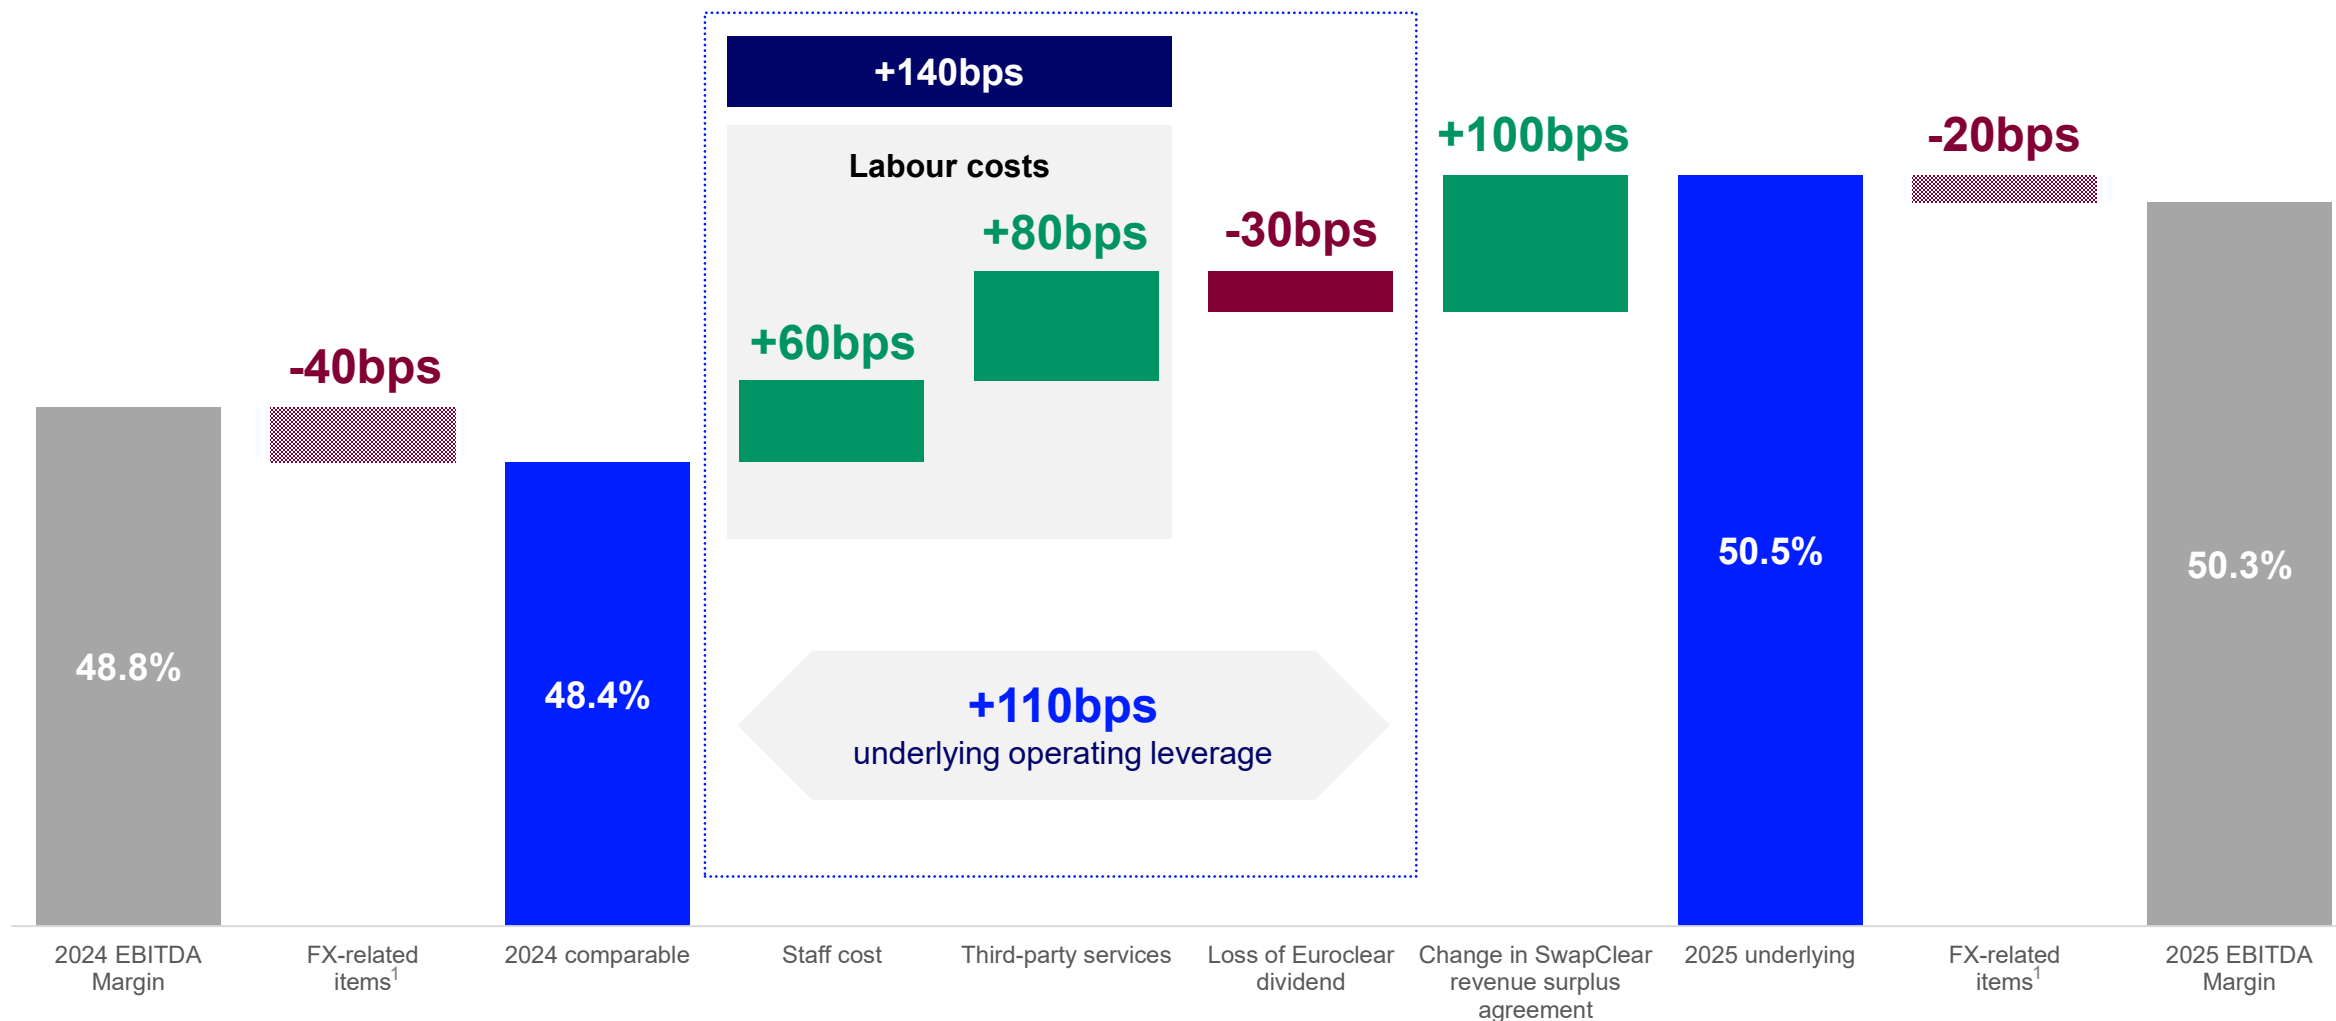 +140bps
Labour costs
+100bps
-20bps
+80bps
-30bps
+60bps
-40bps
50.5%
50.3%
48.8%
48.4%
+110bps
underlying operating leverage
2024 EBITDA
Margin
FX-related
items1
2024 comparable
Staff cost
Third-party services
Loss of Euroclear
dividend
Change in SwapClear
revenue surplus
agreement
2025 underlying
FX-related
items1
2025 EBITDA
Margin